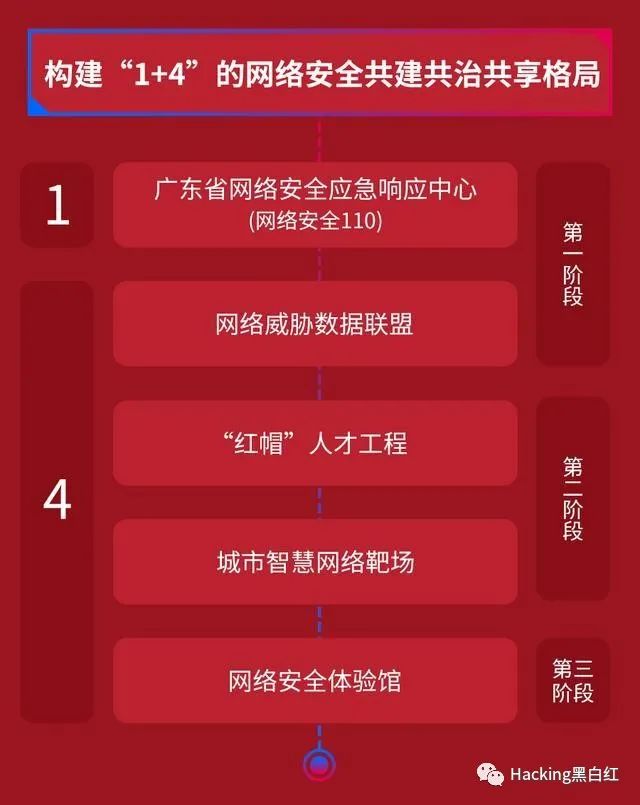 构建“1+4”的网络安全共建共治共享格局
1
广东省网络安全应急响应中心
(网络安全110)
第一阶段
4
网络威胁数据联盟
“红帽”人才工程
第二阶段
城市智慧网络靶场
网络安全体验馆
第三
阶段
Hacking黑白红